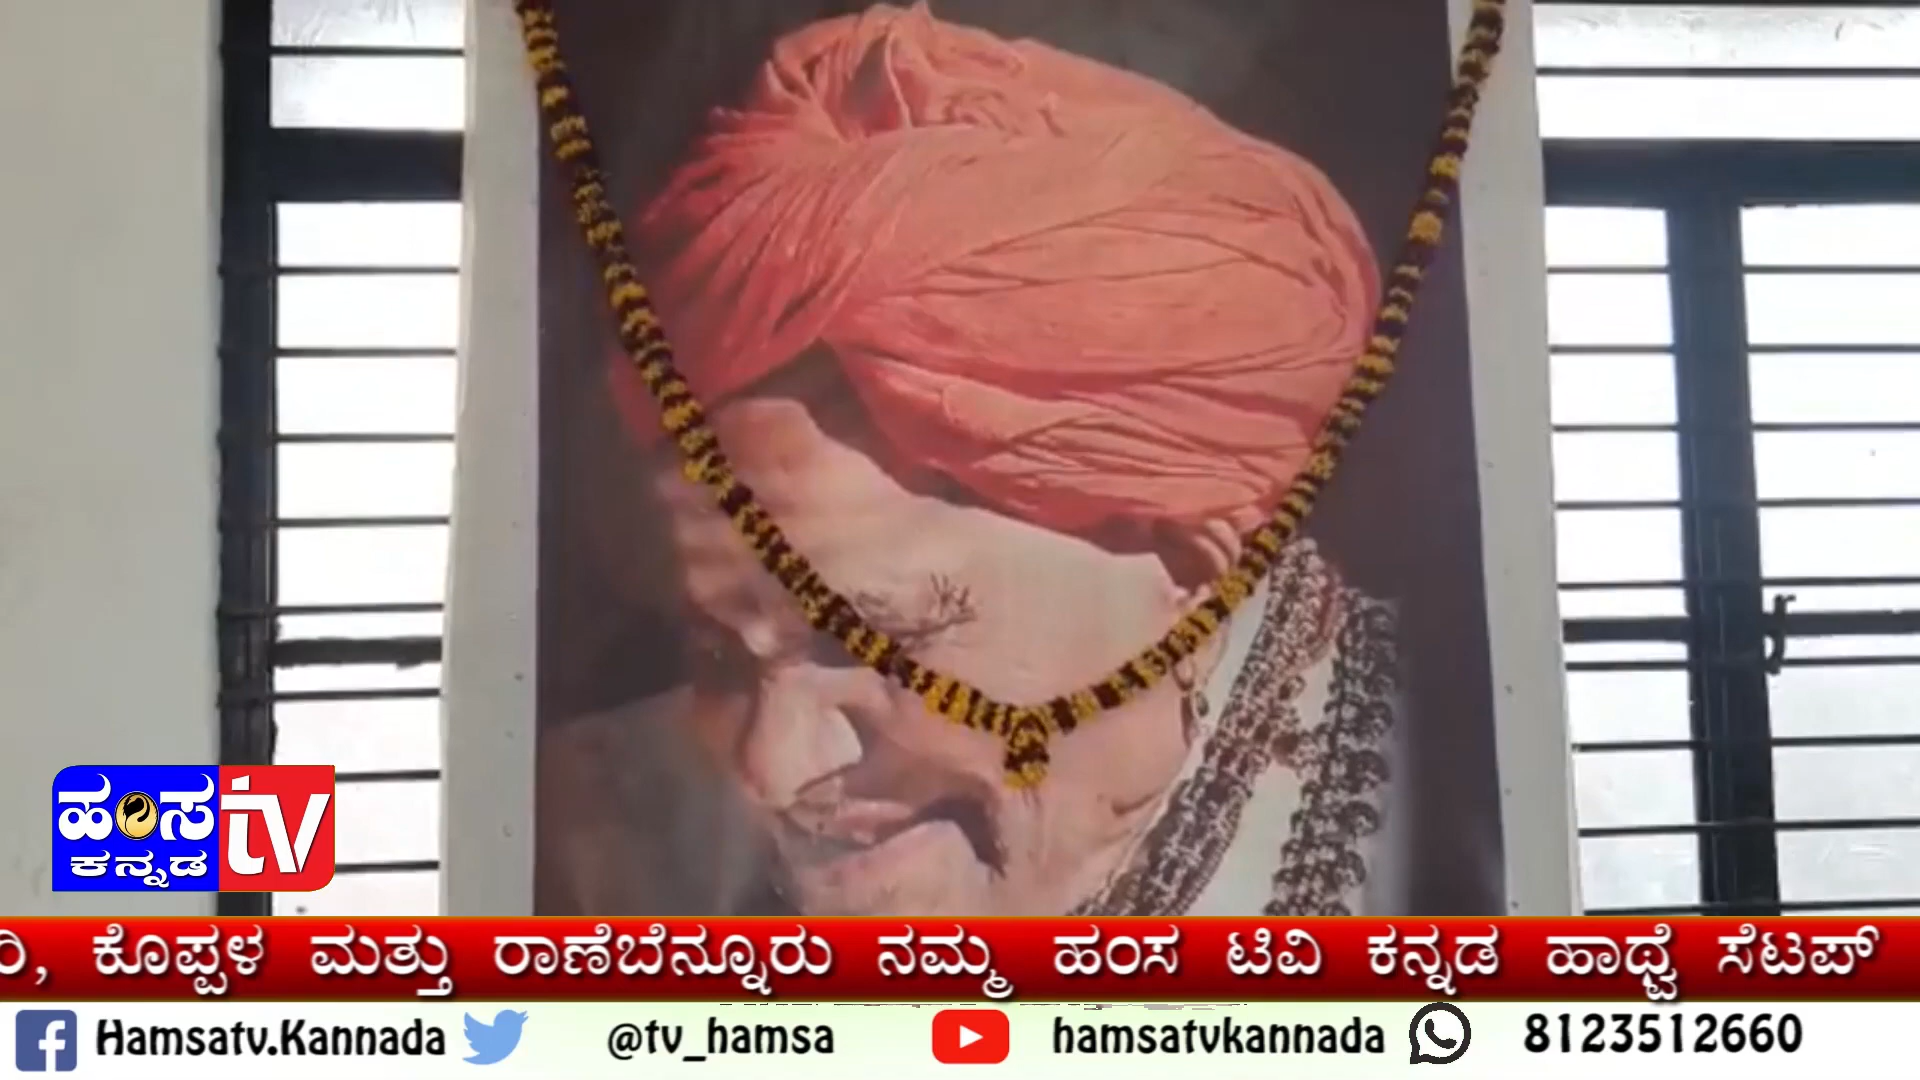 ಹಂಸ tv
ಕನ್ನಡ
ರಿ, ಕೊಪ್ಪಳ ಮತ್ತು ರಾಣೆಬೆನ್ನೂರು ನಮ್ಮ ಹಂಸ ಟಿವಿ ಕನ್ನಡ ಹಾಥ್ವೆ ಸೆಟಪ್
Hamsatv.Kannada @tv_hamsa hamsatvkannada 8123512660